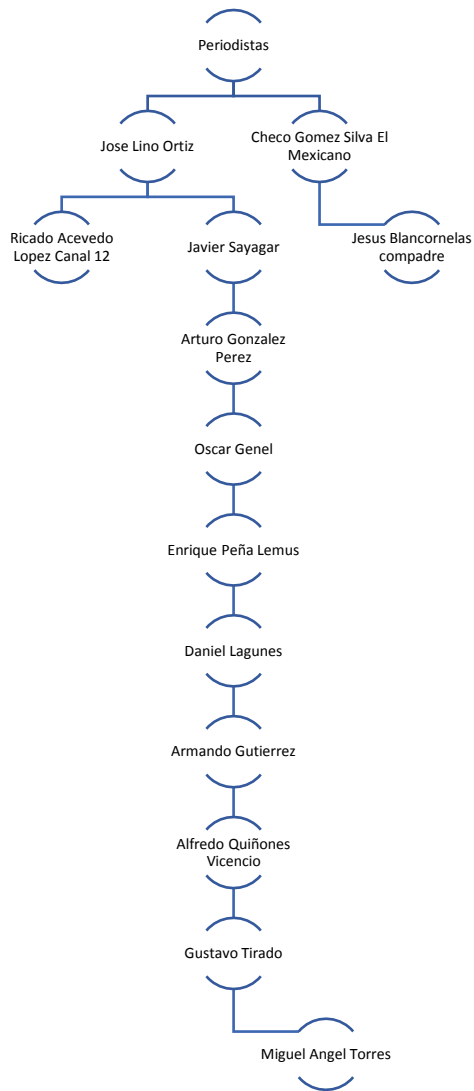 Periodistas
Jose Lino Ortiz
Checo Gomez Silva El
Mexicano
Ricado Acevedo
Lopez Canal 12
Javier Sayagar
Jesus Blancornelas
compadre
Arturo Gonzalez
Perez
Oscar Genel
Enrique Peña Lemus
Daniel Lagunes
Armando Gutierrez
Alfredo Quiñones
Vicencio
Gustavo Tirado
Miguel Angel Torres